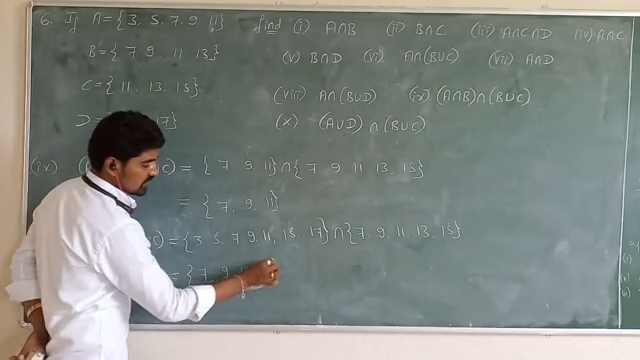 6. If A = {3. 5. 7. 9. 11} find (i) A∩B (ii) B∩C (iii) A∩C∩D (iv) A∩C
B = { 7 9 . 11 13} (v) B∩D (vi) A∩(B∪C) (vii) A∩D
C = { 11 . 13 . 15} (viii) A∩(B∪D) (ix) (A∩B)∩(B∪C)
D = 17} (x) (A∪D) ∩ (B∪C)
(ix) C) = { 7 9. 11} ∩ { 7 9 11 13 15}
= { 7. 9. 11}
C) = {3 5. 7 9. 11, 15. 17} ∩ {7. 9. 11. 13. 15}
= { 7. 9